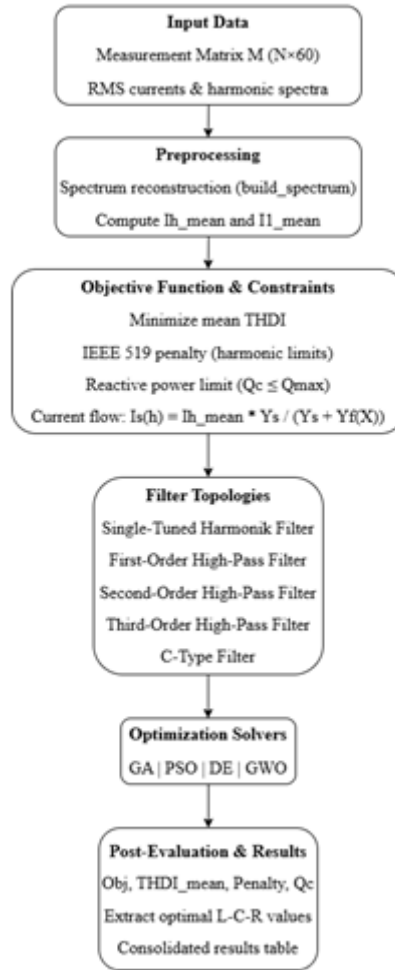 Input Data
Measurement Matrix M (N×60)
RMS currents & harmonic spectra
Preprocessing
Spectrum reconstruction (build_spectrum)
Compute Ih_mean and I1_mean
Objective Function & Constraints
Minimize mean THDI
IEEE 519 penalty (harmonic limits)
Reactive power limit (Qc ≤ Qmax)
Current flow: Is(h) = Ih_mean * Ys / (Ys + Yf(X))
Filter Topologies
Single-Tuned Harmonik Filter
First-Order High-Pass Filter
Second-Order High-Pass Filter
Third-Order High-Pass Filter
C-Type Filter
Optimization Solvers
GA | PSO | DE | GWO
Post-Evaluation & Results
Obj, THDI_mean, Penalty, Qc
Extract optimal L-C-R values
Consolidated results table